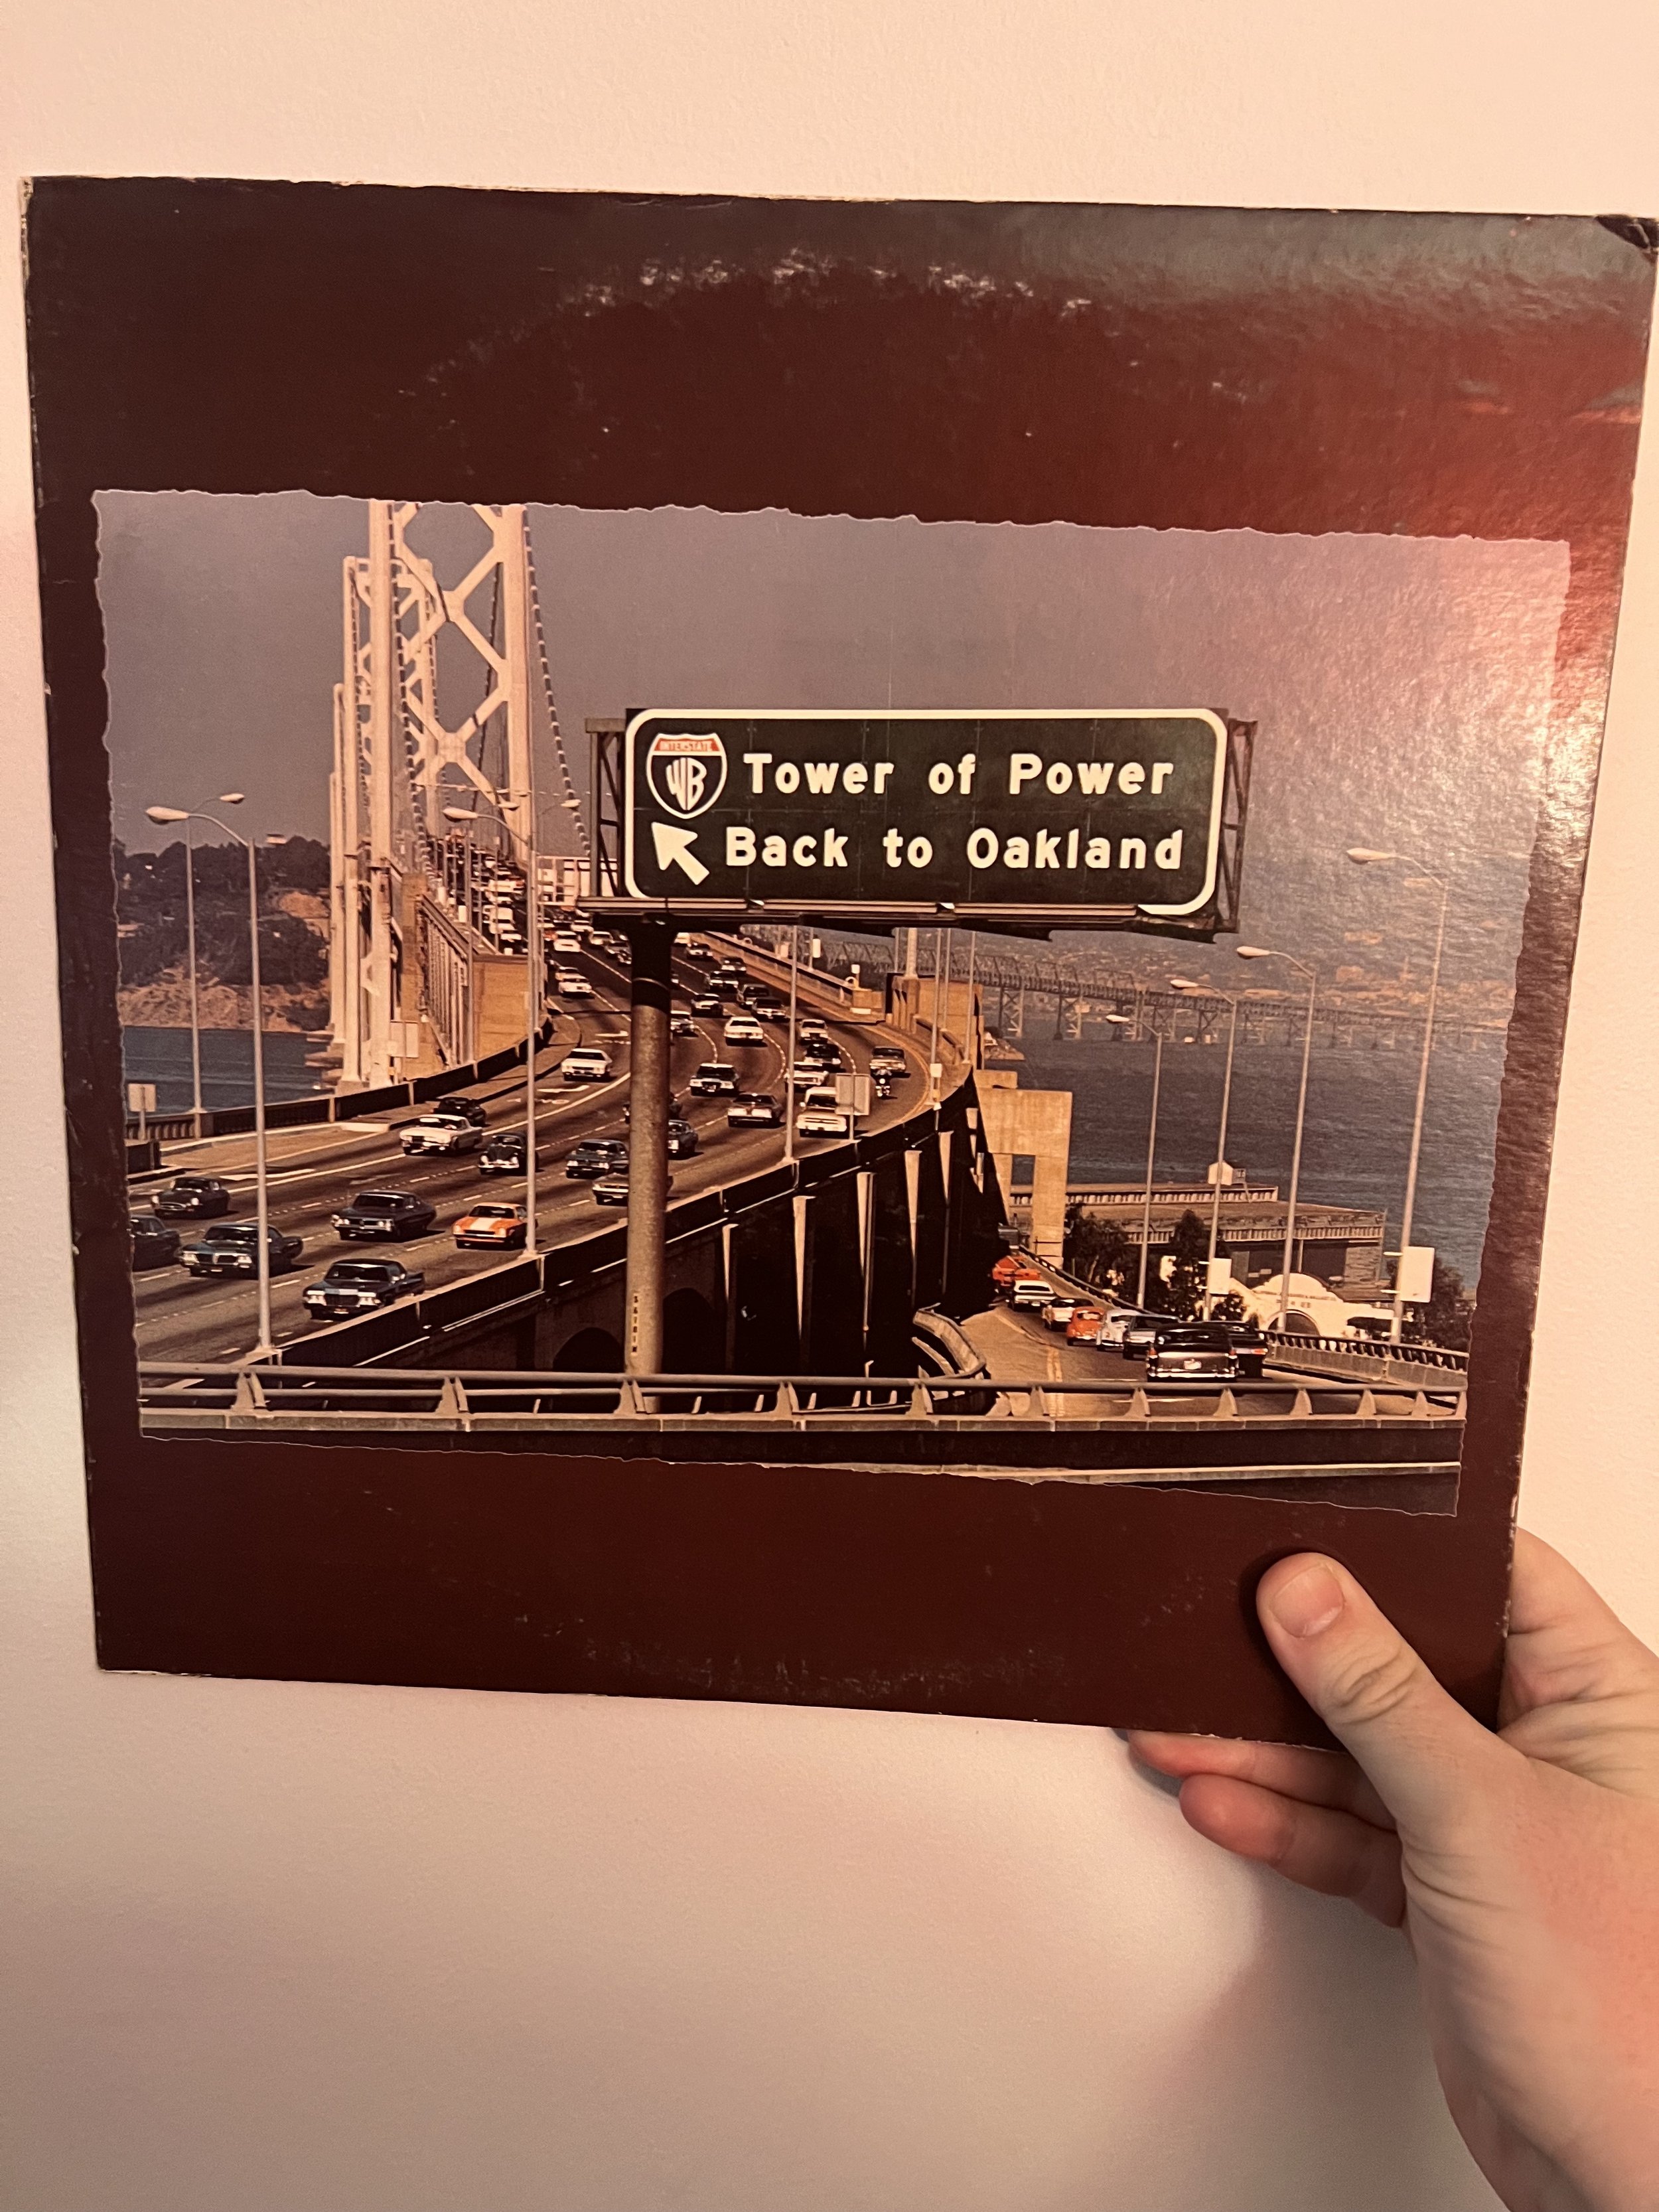 INTERSTATE
WB
Tower of Power
Back to Oakland